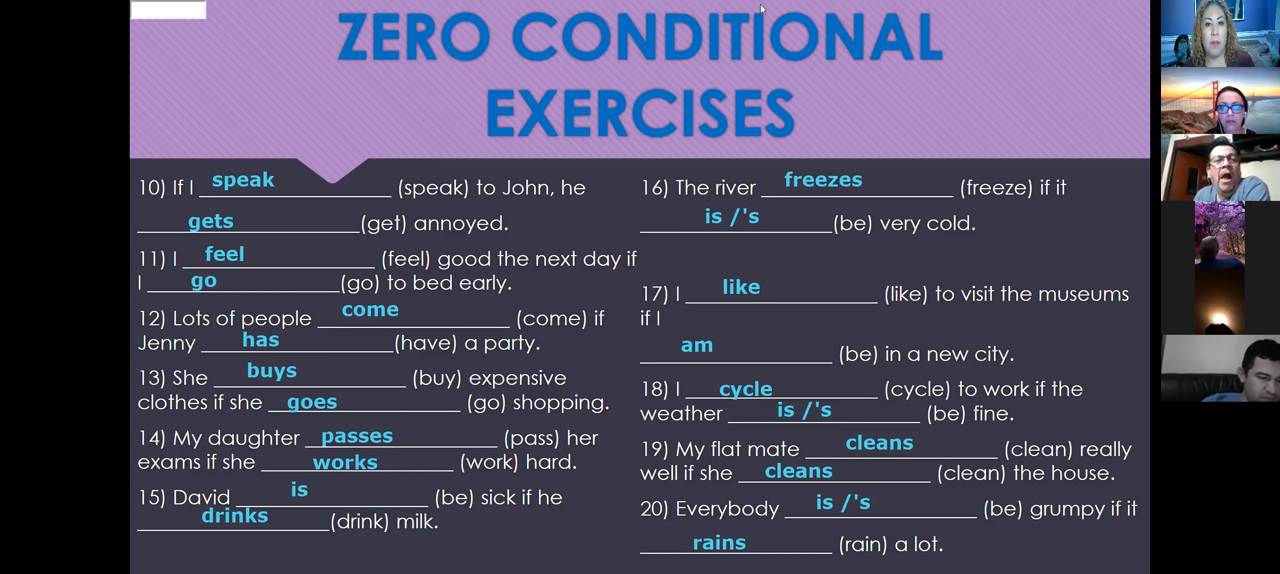 ZERO CONDITIONAL
EXERCISES
10) If I speak (speak) to John, he
gets (get) annoyed.
11) I feel (feel) good the next day if
I go (go) to bed early.
12) Lots of people come (come) if
Jenny has (have) a party.
13) She buys (buy) expensive
clothes if she goes (go) shopping.
14) My daughter passes (pass) her
exams if she works (work) hard.
15) David is (be) sick if he
drinks (drink) milk.
16) The river freezes (freeze) if it
is /'s (be) very cold.
17) I like (like) to visit the museums
if I
am (be) in a new city.
18) I cycle (cycle) to work if the
weather is /'s (be) fine.
19) My flat mate cleans (clean) really
well if she cleans (clean) the house.
20) Everybody is /'s (be) grumpy if it
rains (rain) a lot.